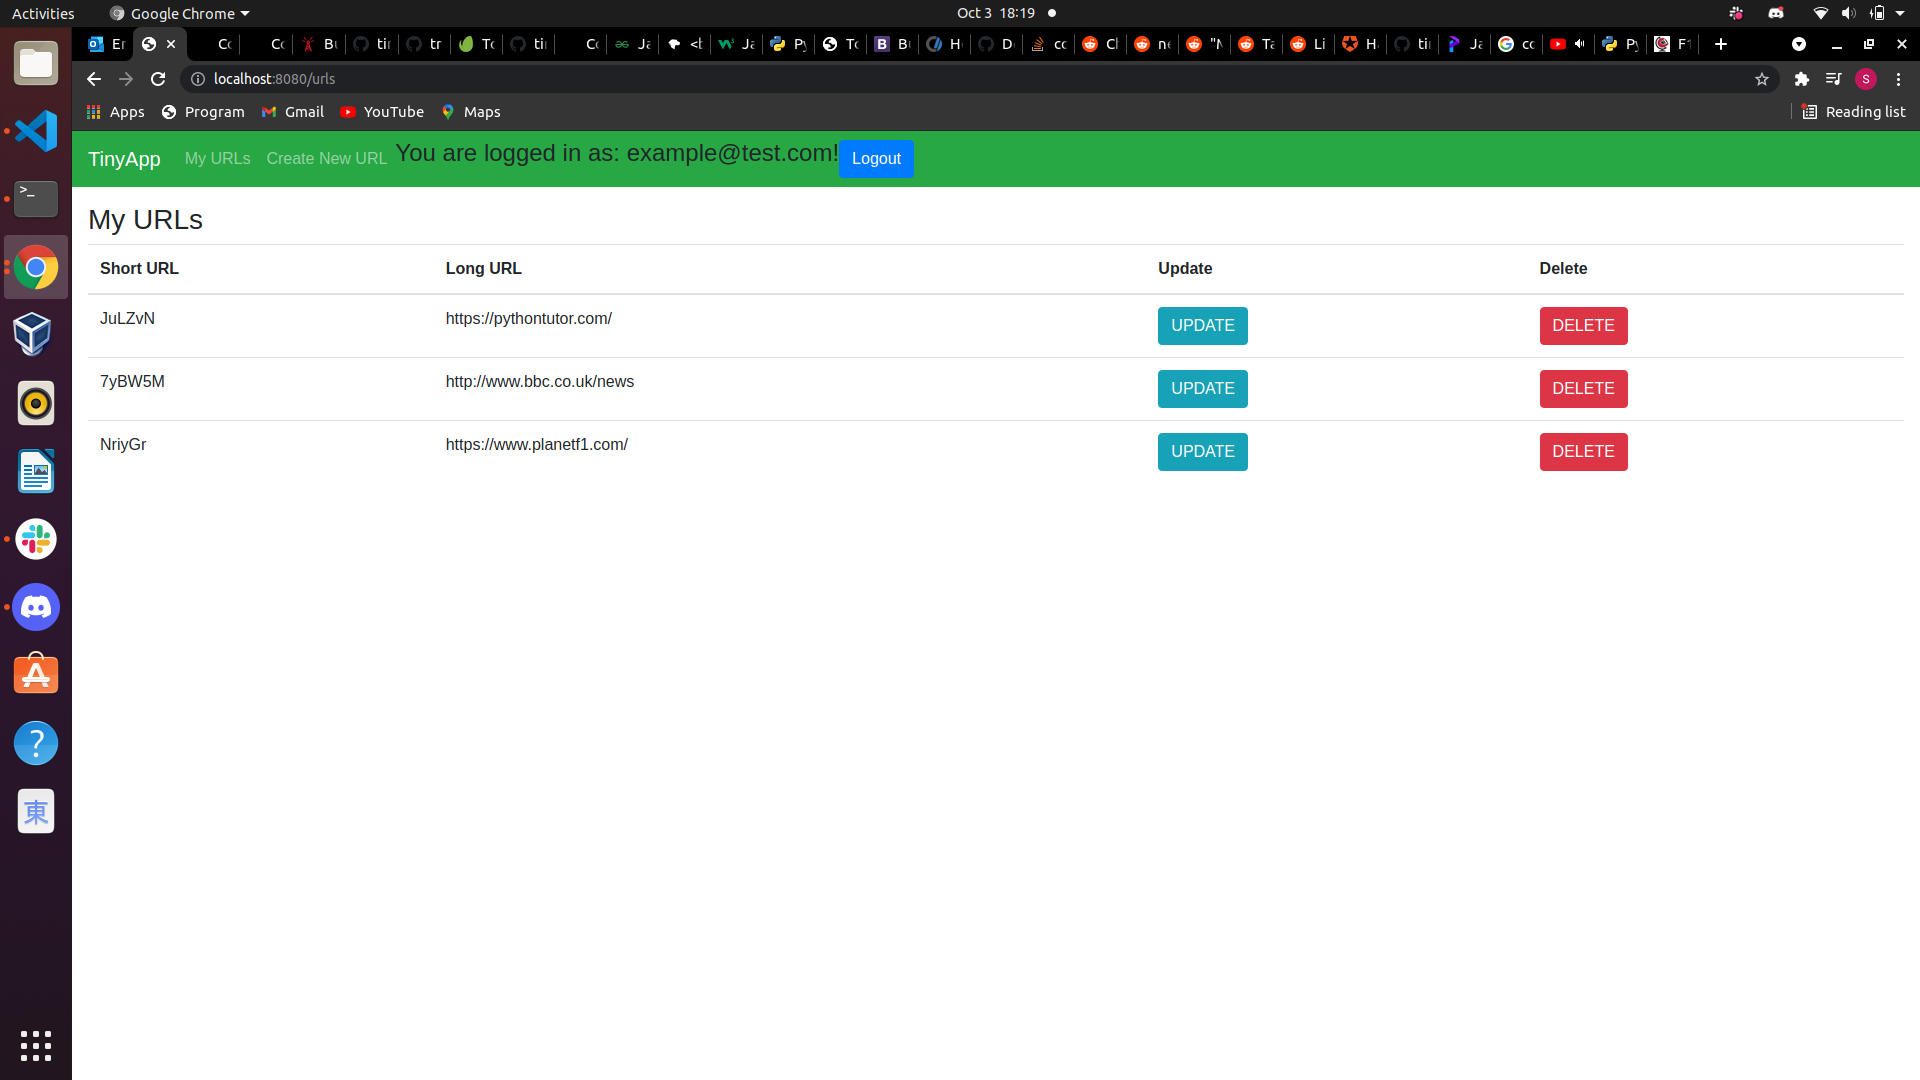 Activities Google Chrome Oct 3 18:19
localhost:8080/urls
Apps Program Gmail YouTube Maps Reading list
TinyApp My URLs Create New URL You are logged in as: example@test.com! Logout
My URLs
Short URL Long URL Update Delete
JuLZvN https://pythontutor.com/ UPDATE DELETE
7yBW5M http://www.bbc.co.uk/news UPDATE DELETE
NriyGr https://www.planetf1.com/ UPDATE DELETE
東